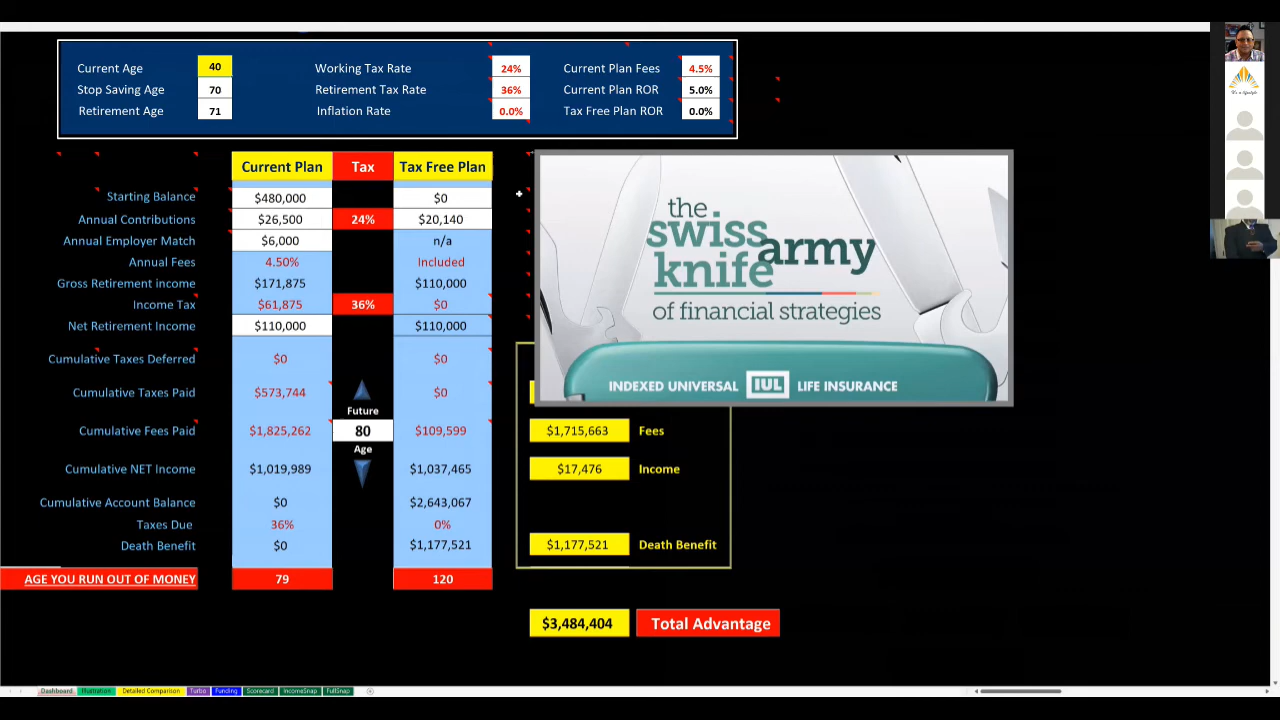 Current Age 40 Working Tax Rate 24% Current Plan Fees 4.5%
Stop Saving Age 70 Retirement Tax Rate 36% Current Plan ROR 5.0%
Retirement Age 71 Inflation Rate 0.0% Tax Free Plan ROR 0.0%
Current Plan Tax Tax Free Plan
Starting Balance $480,000 $0
Annual Contributions $26,500 24% $20,140
Annual Employer Match $6,000 n/a
Annual Fees 4.50% Included
Gross Retirement income $171,875 $110,000
Income Tax $61,875 36% $0
Net Retirement Income $110,000 $110,000
Cumulative Taxes Deferred $0 $0
Cumulative Taxes Paid $573,744 $0
Future
Cumulative Fees Paid $1,825,262 80 $109,599 $1,715,663 Fees
Age
Cumulative NET Income $1,019,989 $1,037,465 $17,476 Income
Cumulative Account Balance $0 $2,643,067
Taxes Due 36% 0%
Death Benefit $0 $1,177,521 $1,177,521 Death Benefit
AGE YOU RUN OUT OF MONEY 79 120
$3,484,404 Total Advantage
the
swiss
army
knife
of financial strategies
INDEXED UNIVERSAL IUL LIFE INSURANCE
Dashboard Illustration Detailed Comparison Turbo Funding Scorecard IncomeSnap FullSnap